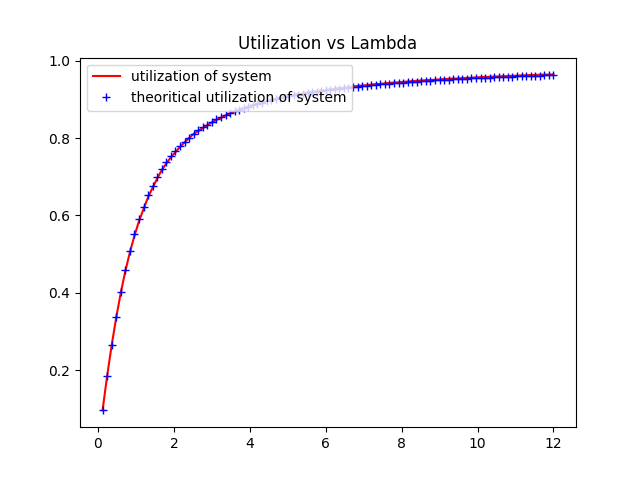 Utilization vs Lambda
1.0
utilization of system
theoritical utilization of system
0.8
0.6
0.4
0.2
0 2 4 6 8 10 12